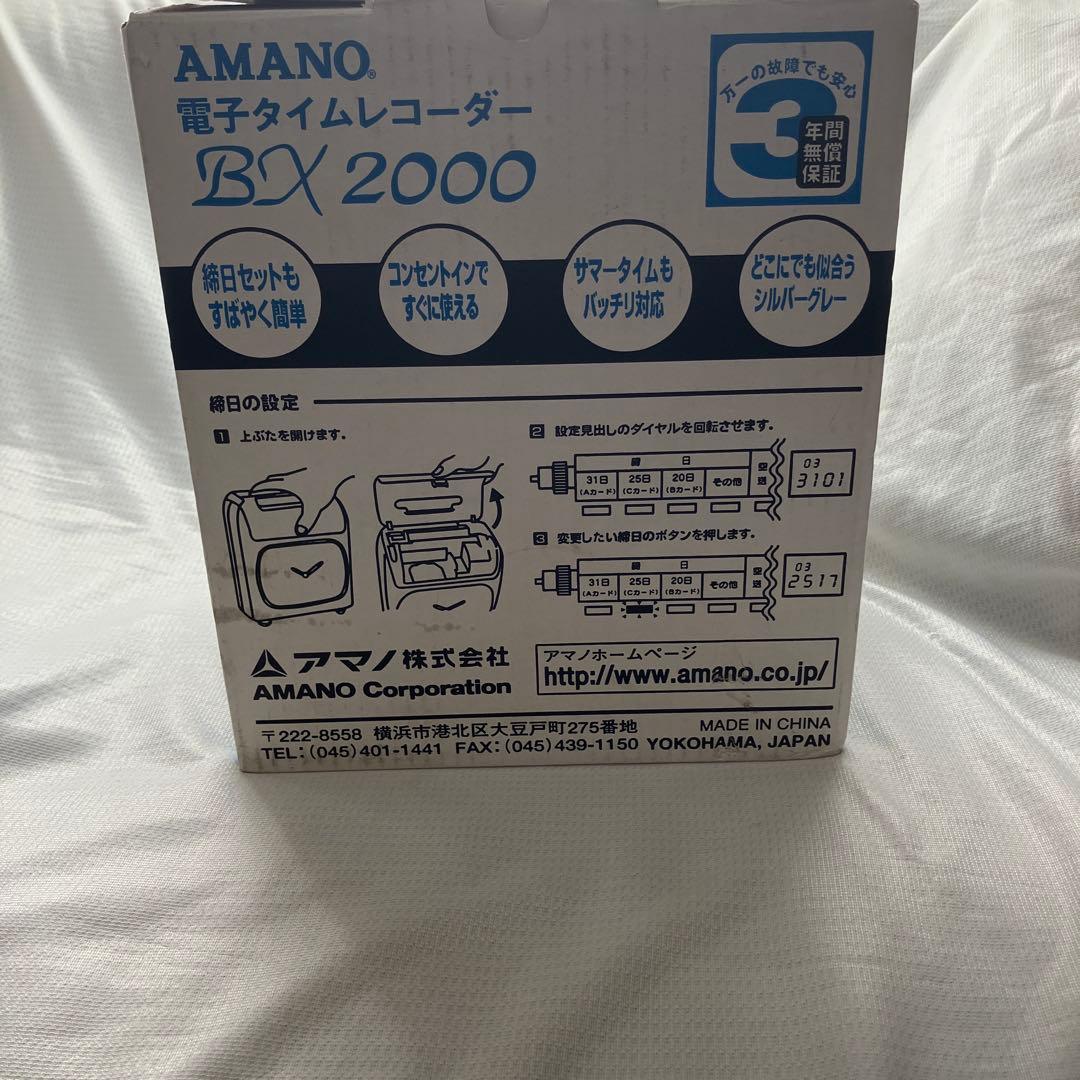 AMANO®
電子タイムレコーダー
BX 2000
万一の故障でも安心
3年間
無償
保証
締日セットも
すばやく簡単
コンセントインで
すぐに使える
サマータイムも
バッチリ対応
どこにでも似合う
シルバーグレー
締日の設定
1 上ぶたを開けます。
2 設定見出しのダイヤルを回転させます。
締 日
31日 25日 20日 その他 空送
(Aカード) (Cカード) (Bカード)
03
3101
3 変更したい締日のボタンを押します。
締 日
31日 25日 20日 その他 空送
(Aカード) (Cカード) (Bカード)
03
2517
アマノ株式会社
AMANO Corporation
アマノホームページ
http://www.amano.co.jp/
〒222-8558 横浜市港北区大豆戸町275番地
MADE IN CHINA
TEL:(045)401-1441 FAX:(045)439-1150 YOKOHAMA, JAPAN